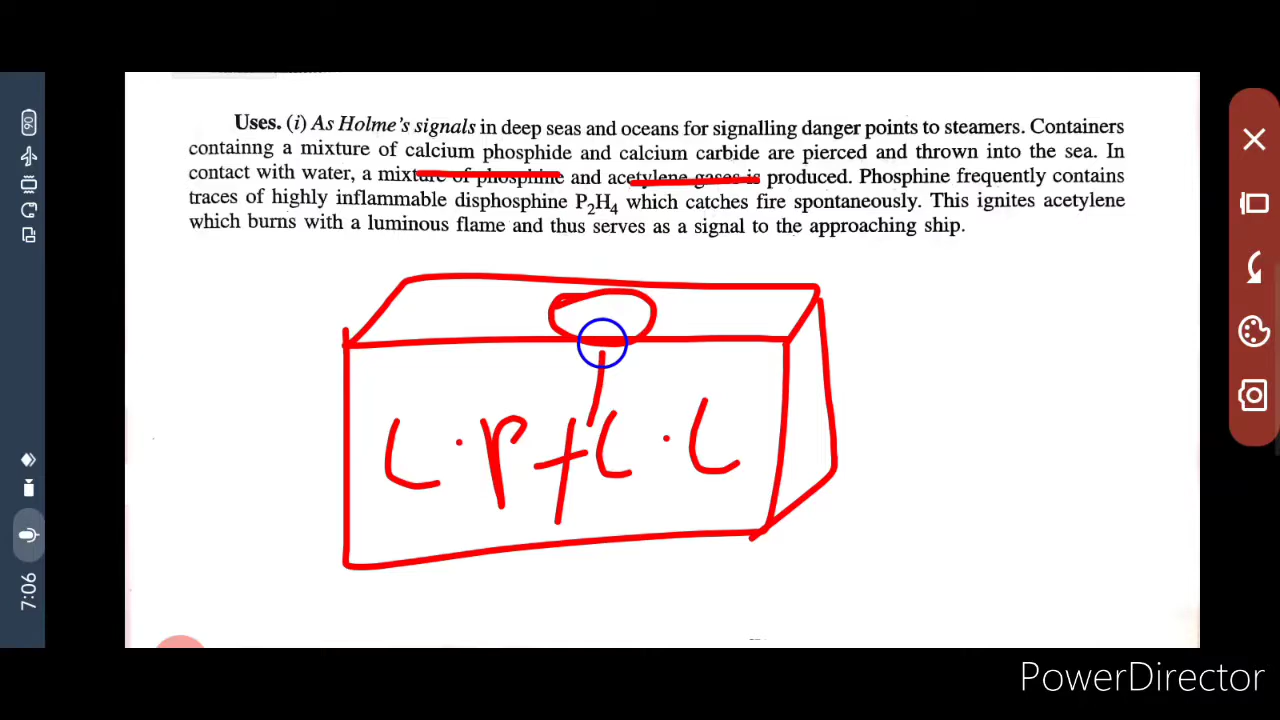 Uses. (i) As Holme's signals in deep seas and oceans for signalling danger points to steamers. Containers
containng a mixture of calcium phosphide and calcium carbide are pierced and thrown into the sea. In
contact with water, a mixture of phosphine and acetylene gases is produced. Phosphine frequently contains
traces of highly inflammable disphosphine P₂H₄ which catches fire spontaneously. This ignites acetylene
which burns with a luminous flame and thus serves as a signal to the approaching ship.
C.P+C.C
90
7:06
PowerDirector